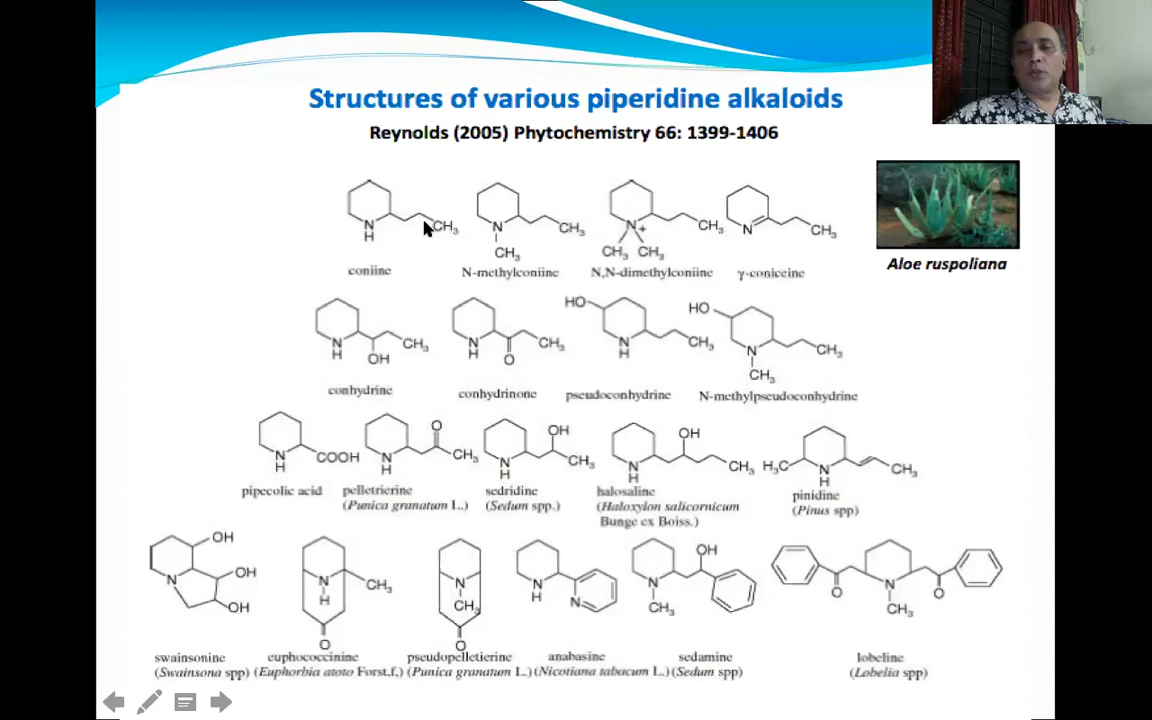 Structures of various piperidine alkaloids
Reynolds (2005) Phytochemistry 66: 1399-1406
Aloe ruspoliana
N
H
CH3
N
CH3
CH3
N+
CH3 CH3
CH3
N
CH3
coniine N-methylconiine N,N-dimethylconiine γ-coniceine
N
H
OH
CH3
N
H
O
CH3
HO
N
H
CH3
HO
N
CH3
CH3
conhydrine conhydrinone pseudoconhydrine N-methylpseudoconhydrine
N
H
COOH
N
H
O
CH3
N
H
OH
CH3
N
H
OH
CH3
H3C
N
H
CH3
pipecolic acid pelletrierine sedridine halosaline pinidine
(Punica granatum L.) (Sedum spp.) (Haloxylon salicornicum (Pinus spp)
Bunge ex Boiss.)
OH
N
OH
OH
N
H
CH3
O
N
CH3
O
N
H
N
OH
N
CH3
O
N
CH3
O
swainsonine euphococcinine pseudopelletierine anabasine sedamine lobeline
(Swainsona spp) (Euphorbia atoto Forst.f.) (Punica granatum L.) (Nicotiana tabacum L.) (Sedum spp) (Lobelia spp)